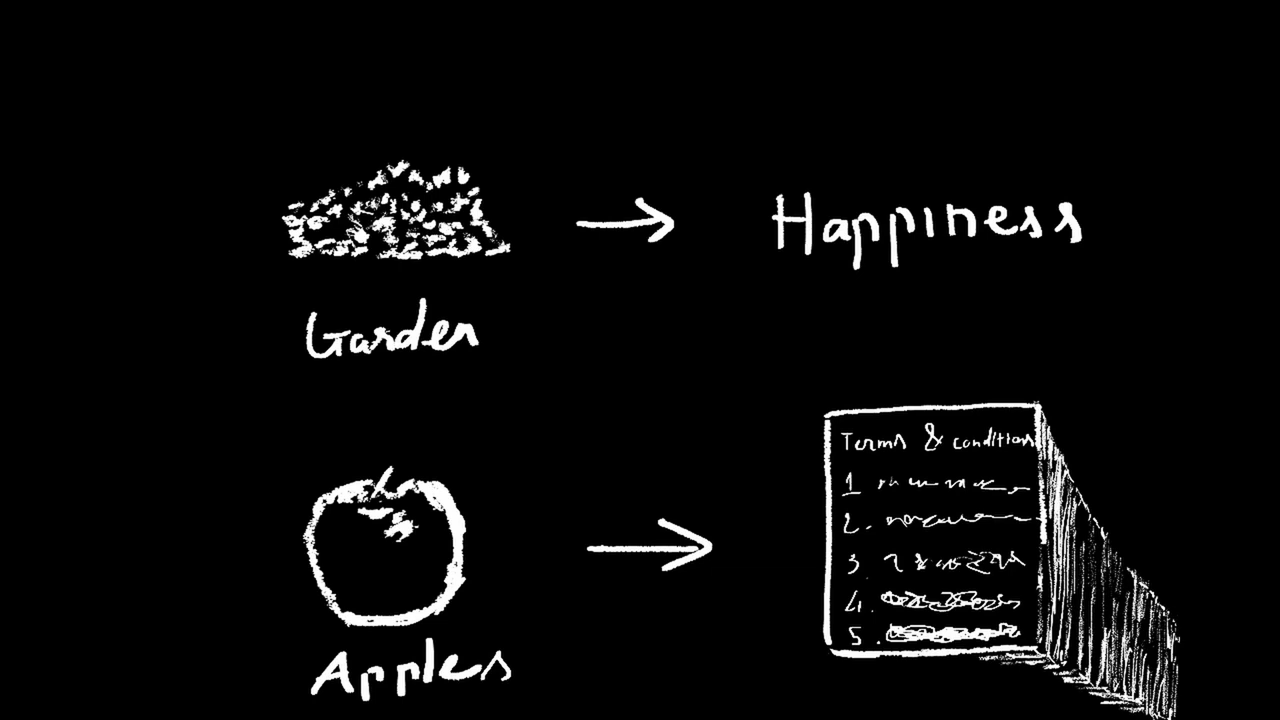 Happiness
Garden
Terms & conditions
1
2.
3.
4.
5.
Apples